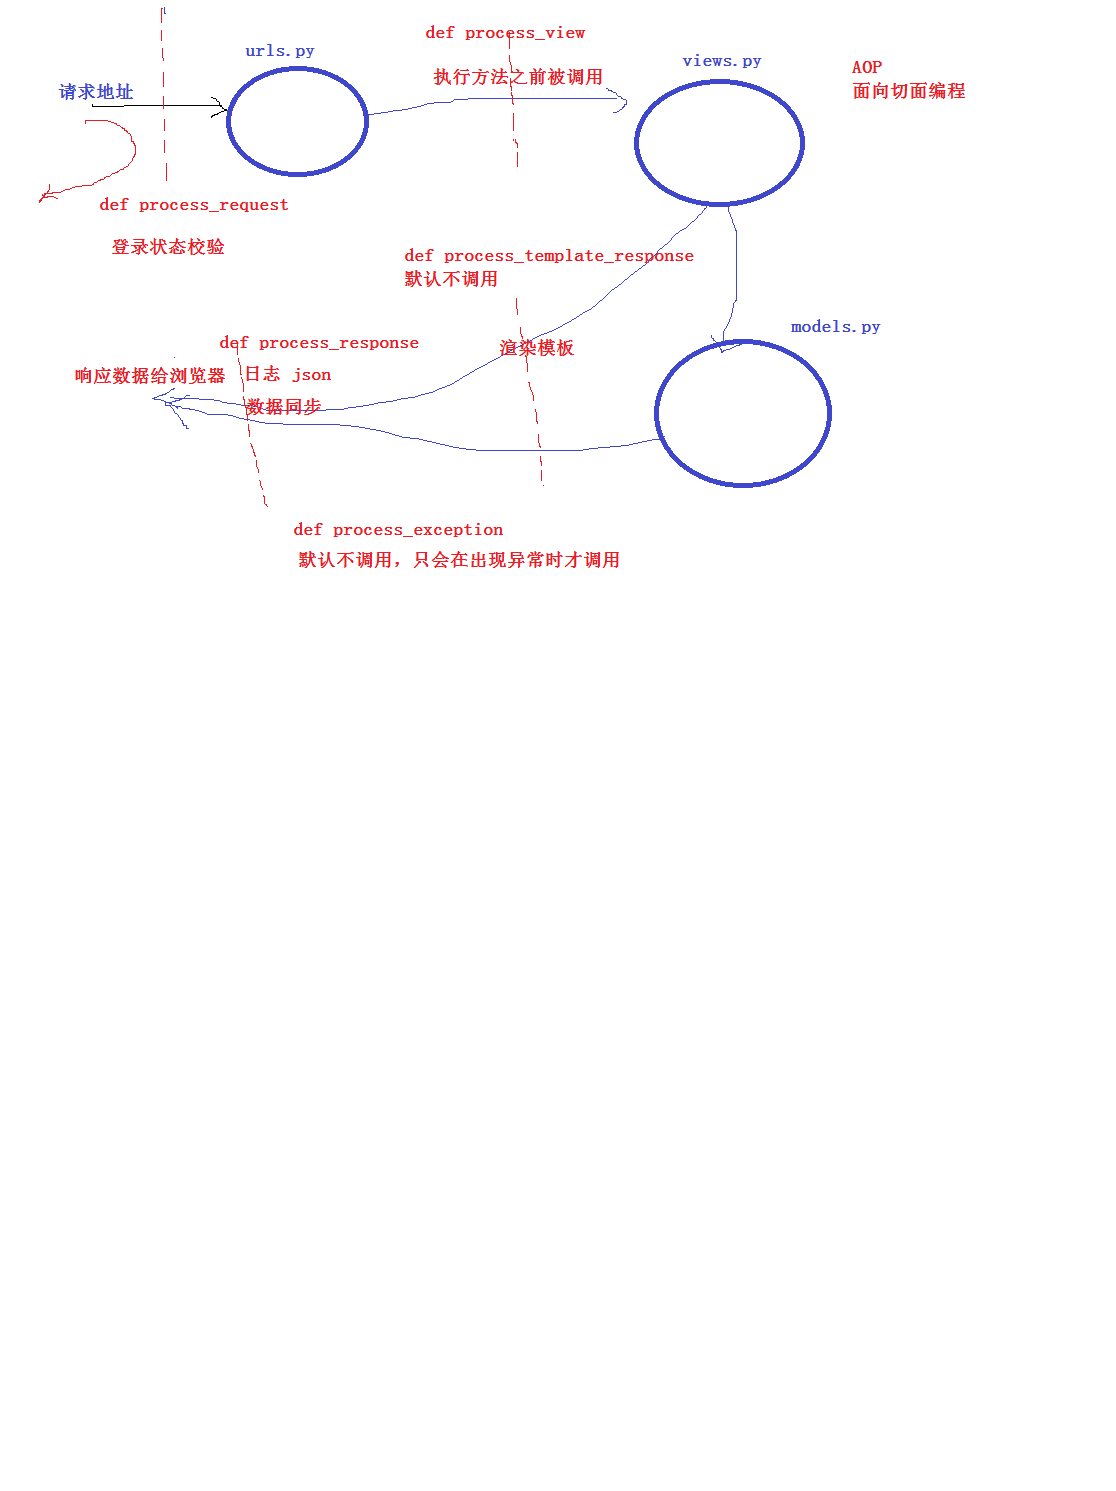 def process_view
urls.py
views.py
AOP
执行方法之前被调用
请求地址
面向切面编程
def process_request
登录状态校验
def process_template_response
默认不调用
models.py
def process_response
渲染模板
响应数据给浏览器
日志 json
数据同步
def process_exception
默认不调用，只会在出现异常时才调用